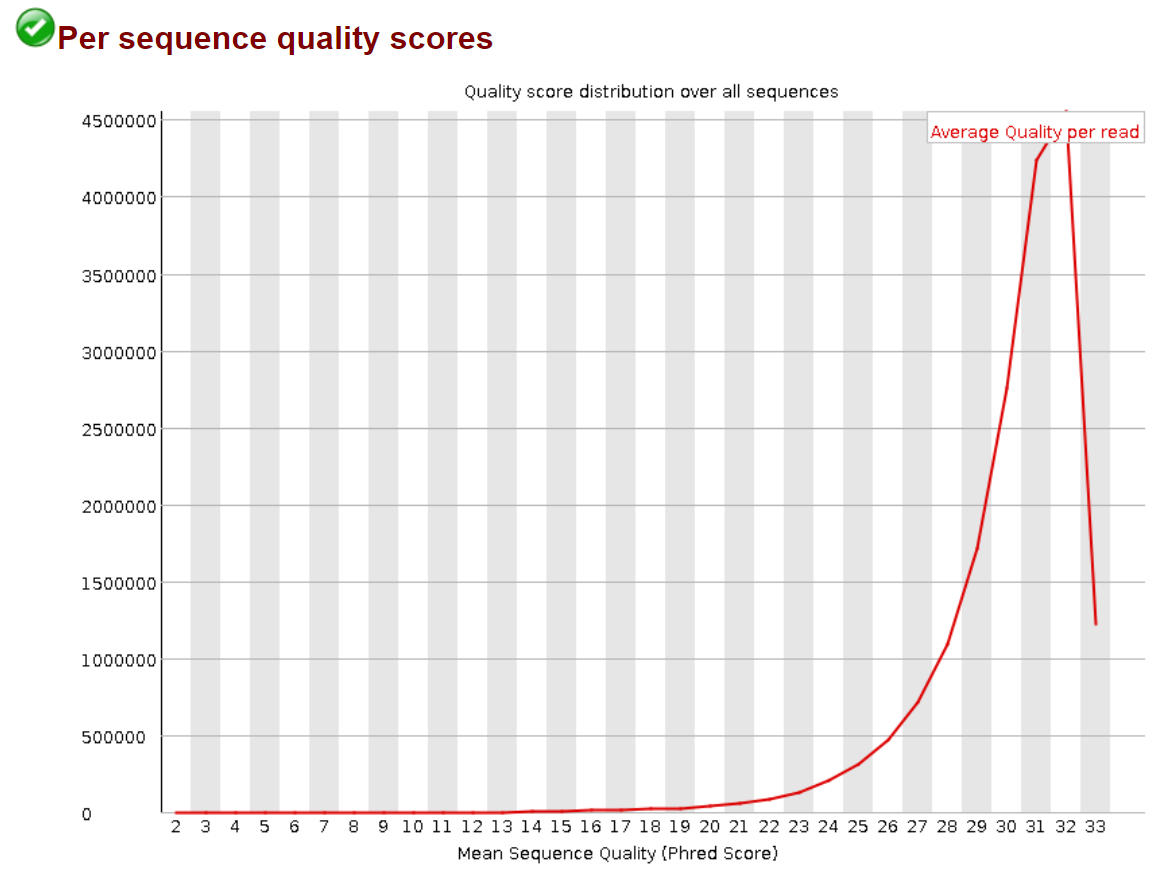 Per sequence quality scores
Quality score distribution over all sequences
Average Quality per read
4500000
4000000
3500000
3000000
2500000
2000000
1500000
1000000
500000
0
2 3 4 5 6 7 8 9 10 11 12 13 14 15 16 17 18 19 20 21 22 23 24 25 26 27 28 29 30 31 32 33
Mean Sequence Quality (Phred Score)